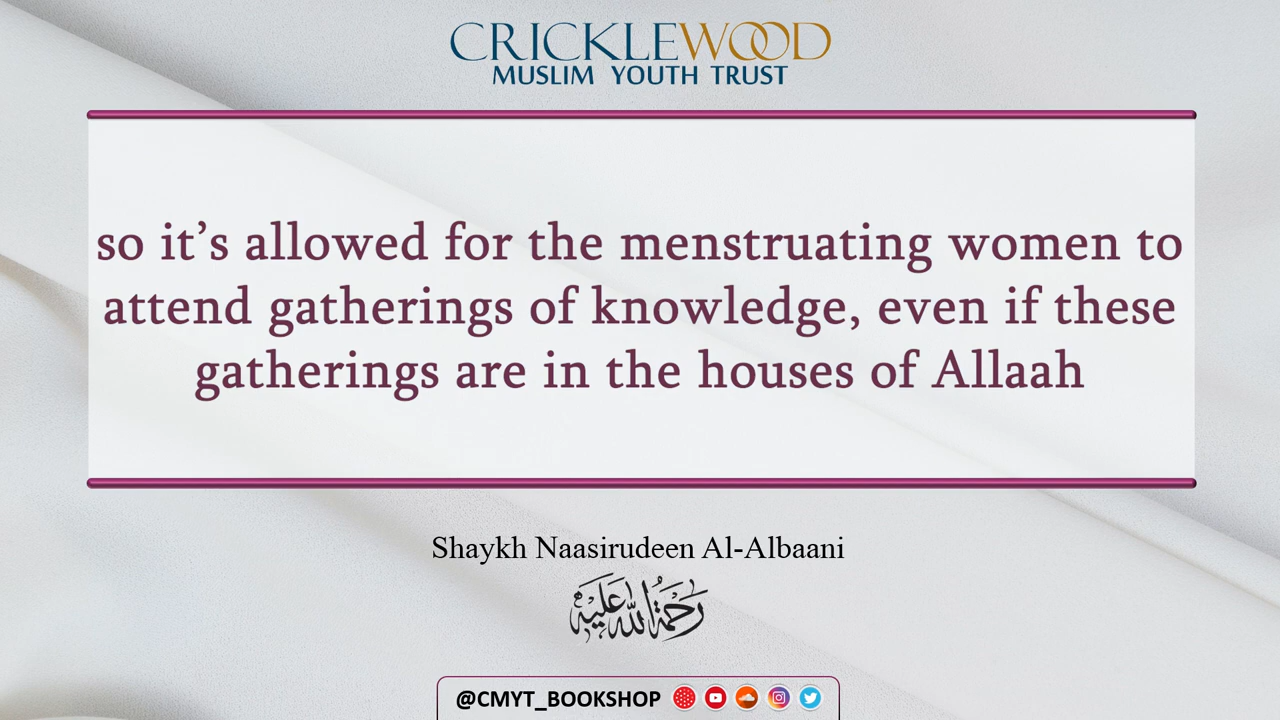 CRICKLEWOOD
MUSLIM YOUTH TRUST
so it’s allowed for the menstruating women to
attend gatherings of knowledge, even if these
gatherings are in the houses of Allaah
Shaykh Naasirudeen Al-Albaani
رحمة الله عليه
@CMYT_BOOKSHOP